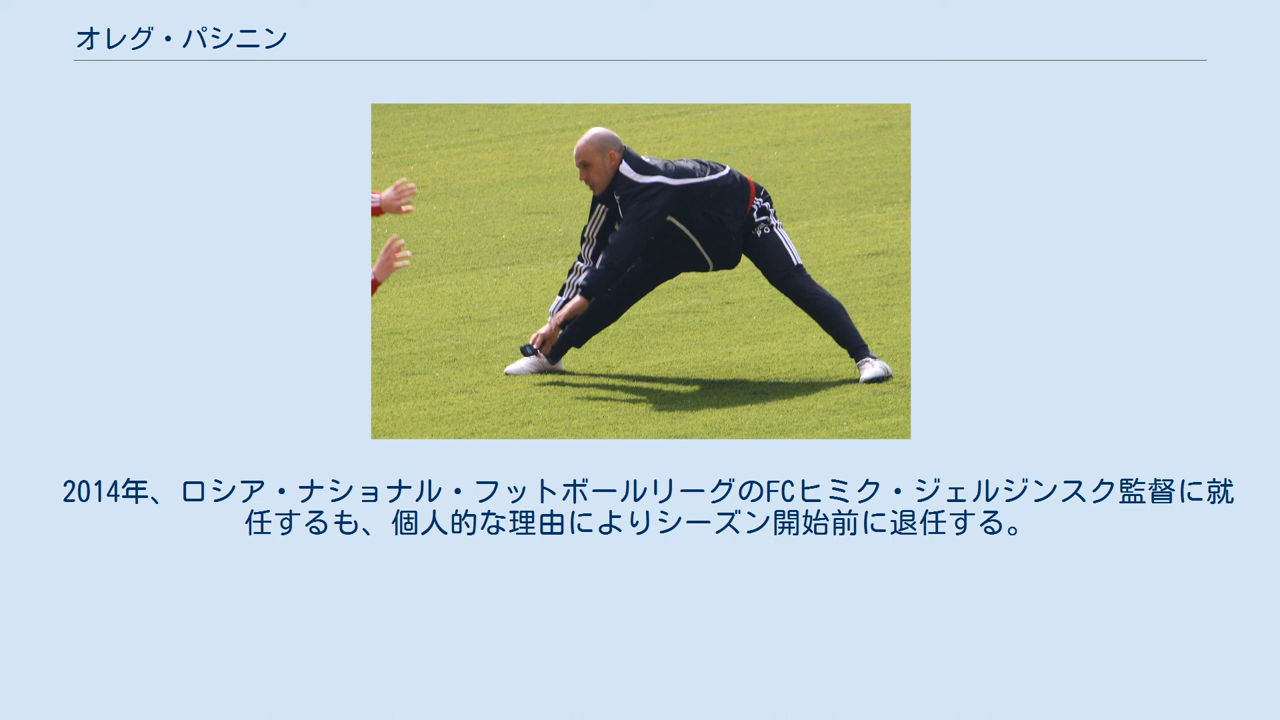 オレグ・パシニン
2014年、ロシア・ナショナル・フットボールリーグのFCヒミク・ジェルジンスク監督に就
任するも、個人的な理由によりシーズン開始前に退任する。